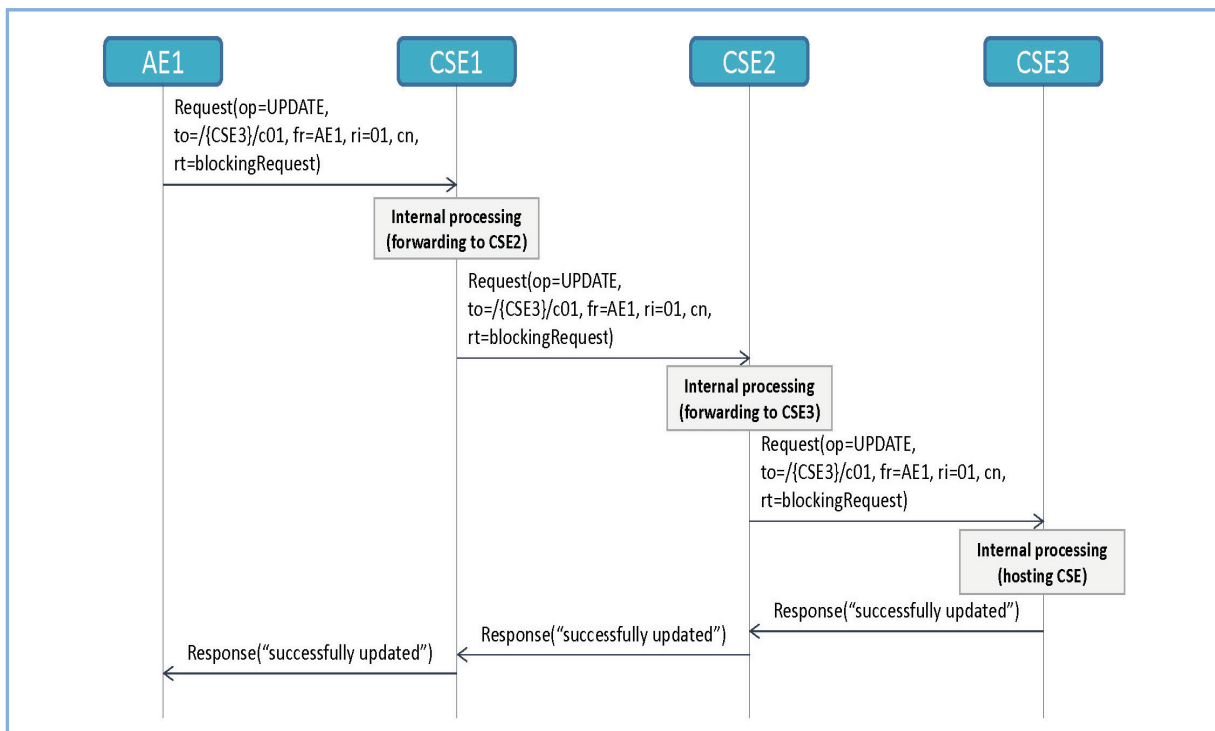 AE1 CSE1 CSE2 CSE3
Request(op=UPDATE,
to=/{CSE3}/c01, fr=AE1, ri=01, cn,
rt=blockingRequest)
Internal processing
(forwarding to CSE2)
Request(op=UPDATE,
to=/{CSE3}/c01, fr=AE1, ri=01, cn,
rt=blockingRequest)
Internal processing
(forwarding to CSE3)
Request(op=UPDATE,
to=/{CSE3}/c01, fr=AE1, ri=01, cn,
rt=blockingRequest)
Internal processing
(hosting CSE)
Response(“successfully updated”)
Response(“successfully updated”)
Response(“successfully updated”)